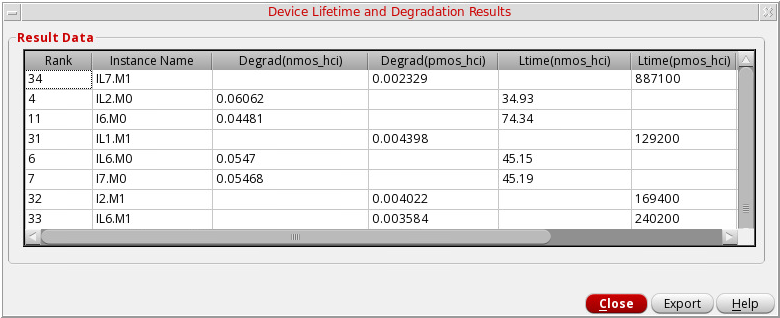 Device Lifetime and Degradation Results
Result Data
Rank Instance Name Degrad(nmos_hci) Degrad(pmos_hci) Ltime(nmos_hci) Ltime(pmos_hci)
34 IL7.M1 0.002329 887100
4 IL2.M0 0.06062 34.93
11 I6.M0 0.04481 74.34
31 IL1.M1 0.004398 129200
6 IL6.M0 0.0547 45.15
7 I7.M0 0.05468 45.19
32 I2.M1 0.004022 169400
33 IL6.M1 0.003584 240200
Close Export Help